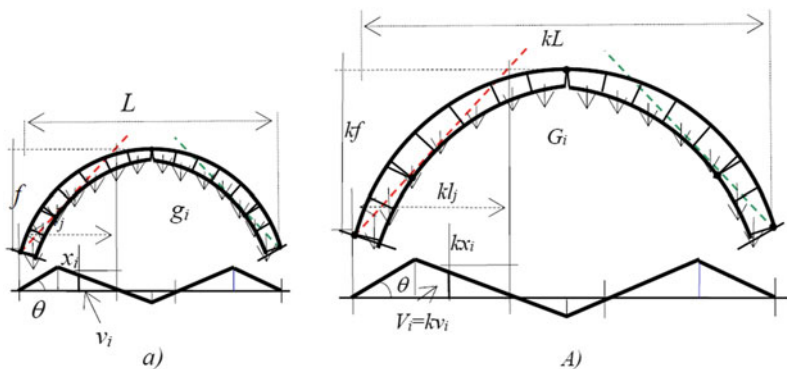 L
f
j
g_i
x_i
θ
v_i
a)
kL
kf
G_i
kl_j
kx_i
θ
V_i=kv_i
A)